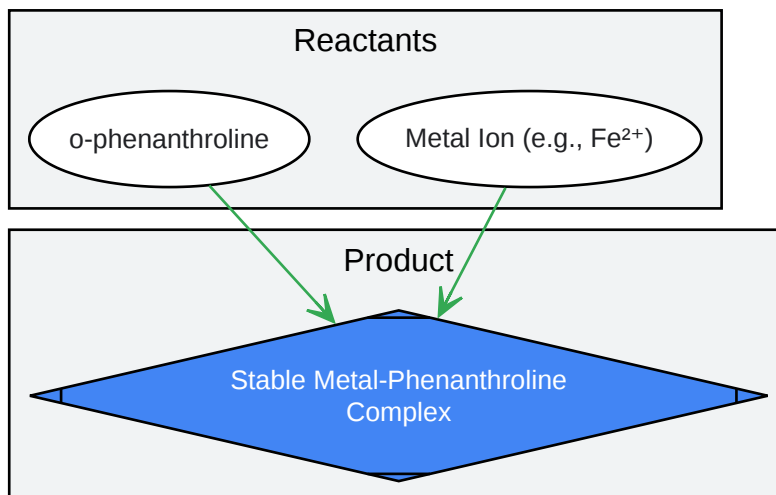 Reactants
o-phenanthroline
Metal Ion (e.g., Fe²⁺)
Product
Stable Metal-Phenanthroline
Complex